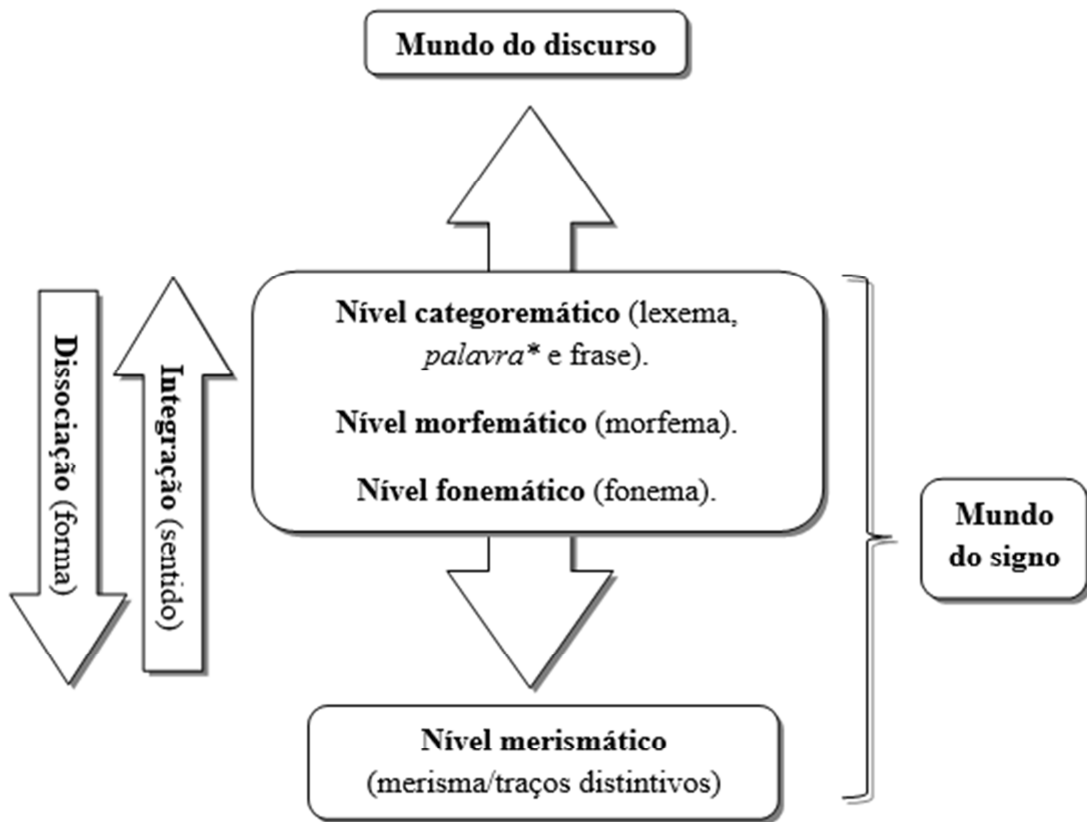 Mundo do discurso
Dissociação (forma)
Integração (sentido)
Nível categoremático (lexema,
palavra* e frase).
Nível morfemático (morfema).
Nível fonemático (fonema).
Mundo
do signo
Nível merismático
(merisma/traços distintivos)